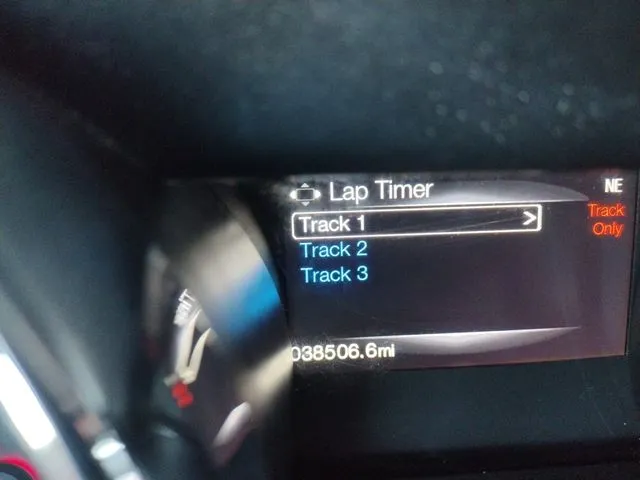 Lap Timer
NE
Track 1 >
Track
Only
Track 2
Track 3
038506.6mi